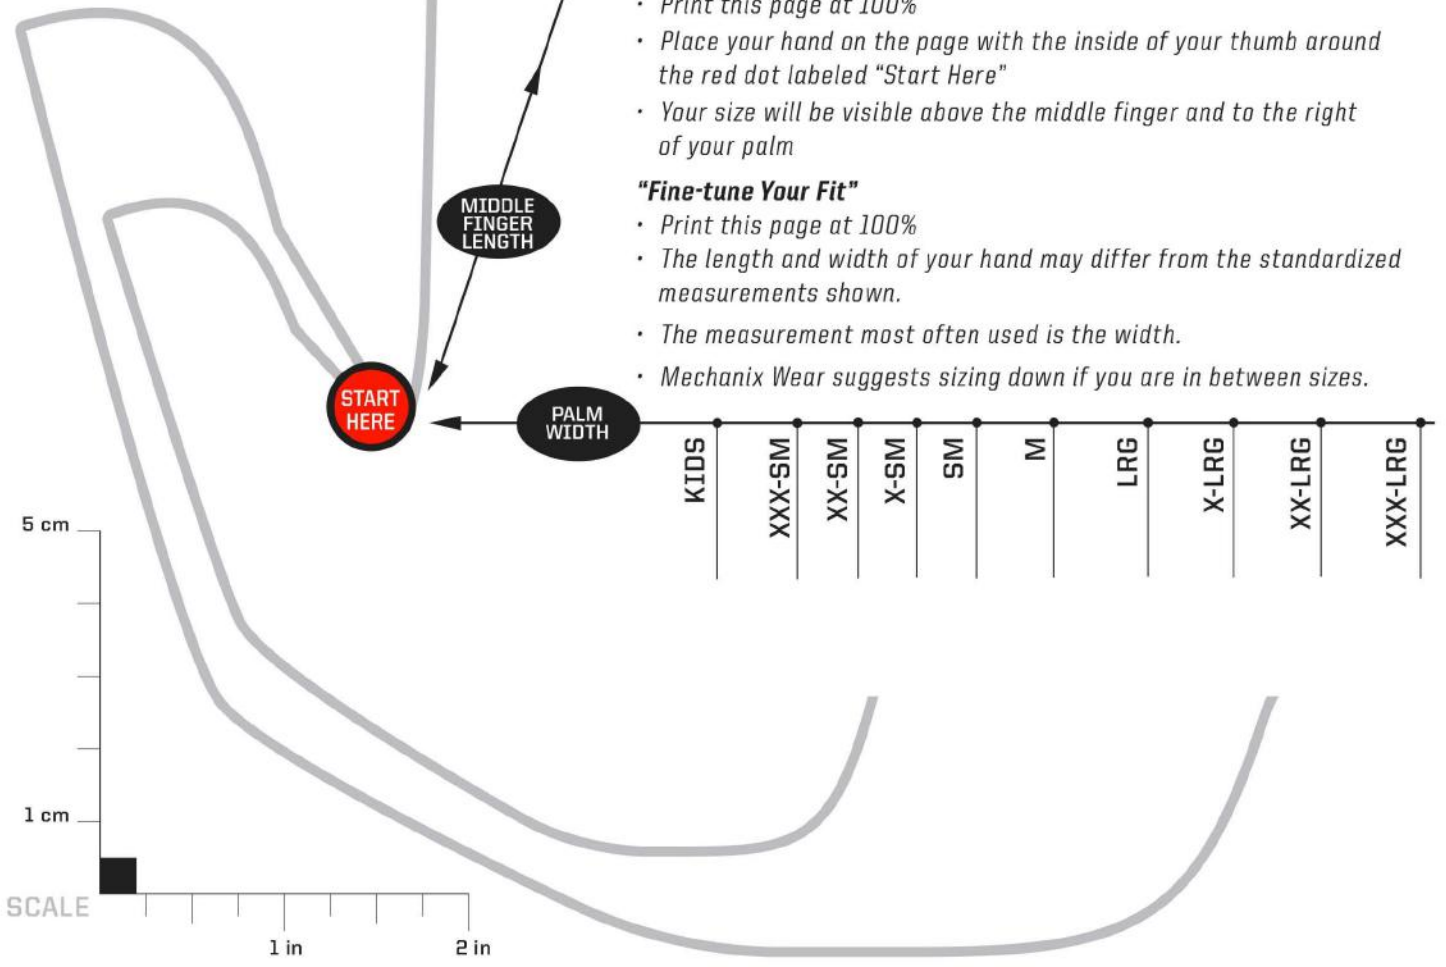 • Print this page at 100%
• Place your hand on the page with the inside of your thumb around
the red dot labeled “Start Here”
• Your size will be visible above the middle finger and to the right
of your palm
“Fine-tune Your Fit”
• Print this page at 100%
• The length and width of your hand may differ from the standardized
measurements shown.
• The measurement most often used is the width.
• Mechanix Wear suggests sizing down if you are in between sizes.
MIDDLE
FINGER
LENGTH
START
HERE
PALM
WIDTH
KIDS
XXX-SM
XX-SM
X-SM
SM
M
LRG
X-LRG
XX-LRG
XXX-LRG
5 cm
1 cm
SCALE
1 in
2 in